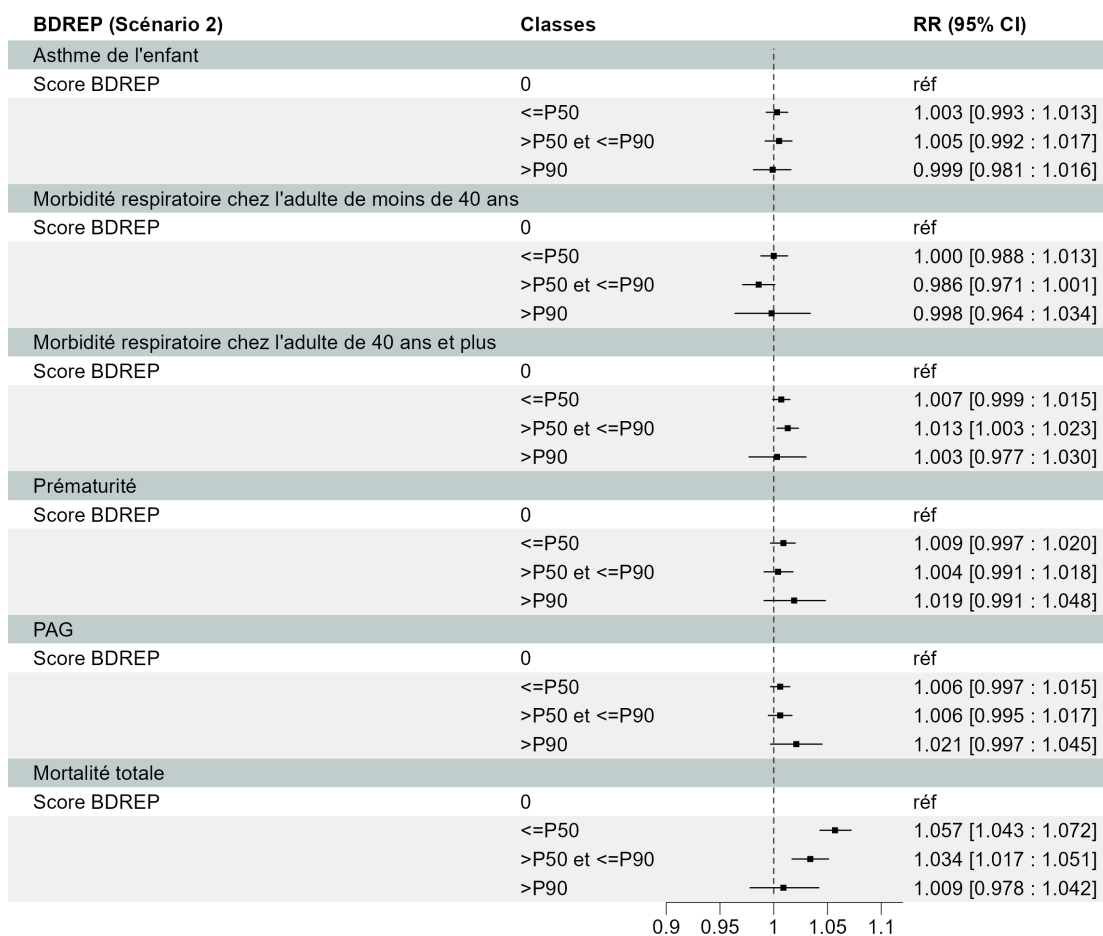 BDREP (Scénario 2) Classes RR (95% CI)
Asthme de l'enfant
Score BDREP 0 réf
<=P50 1.003 [0.993 : 1.013]
>P50 et <=P90 1.005 [0.992 : 1.017]
>P90 0.999 [0.981 : 1.016]
Morbidité respiratoire chez l'adulte de moins de 40 ans
Score BDREP 0 réf
<=P50 1.000 [0.988 : 1.013]
>P50 et <=P90 0.986 [0.971 : 1.001]
>P90 0.998 [0.964 : 1.034]
Morbidité respiratoire chez l'adulte de 40 ans et plus
Score BDREP 0 réf
<=P50 1.007 [0.999 : 1.015]
>P50 et <=P90 1.013 [1.003 : 1.023]
>P90 1.003 [0.977 : 1.030]
Prématurité
Score BDREP 0 réf
<=P50 1.009 [0.997 : 1.020]
>P50 et <=P90 1.004 [0.991 : 1.018]
>P90 1.019 [0.991 : 1.048]
PAG
Score BDREP 0 réf
<=P50 1.006 [0.997 : 1.015]
>P50 et <=P90 1.006 [0.995 : 1.017]
>P90 1.021 [0.997 : 1.045]
Mortalité totale
Score BDREP 0 réf
<=P50 1.057 [1.043 : 1.072]
>P50 et <=P90 1.034 [1.017 : 1.051]
>P90 1.009 [0.978 : 1.042]
0.9 0.95 1 1.05 1.1